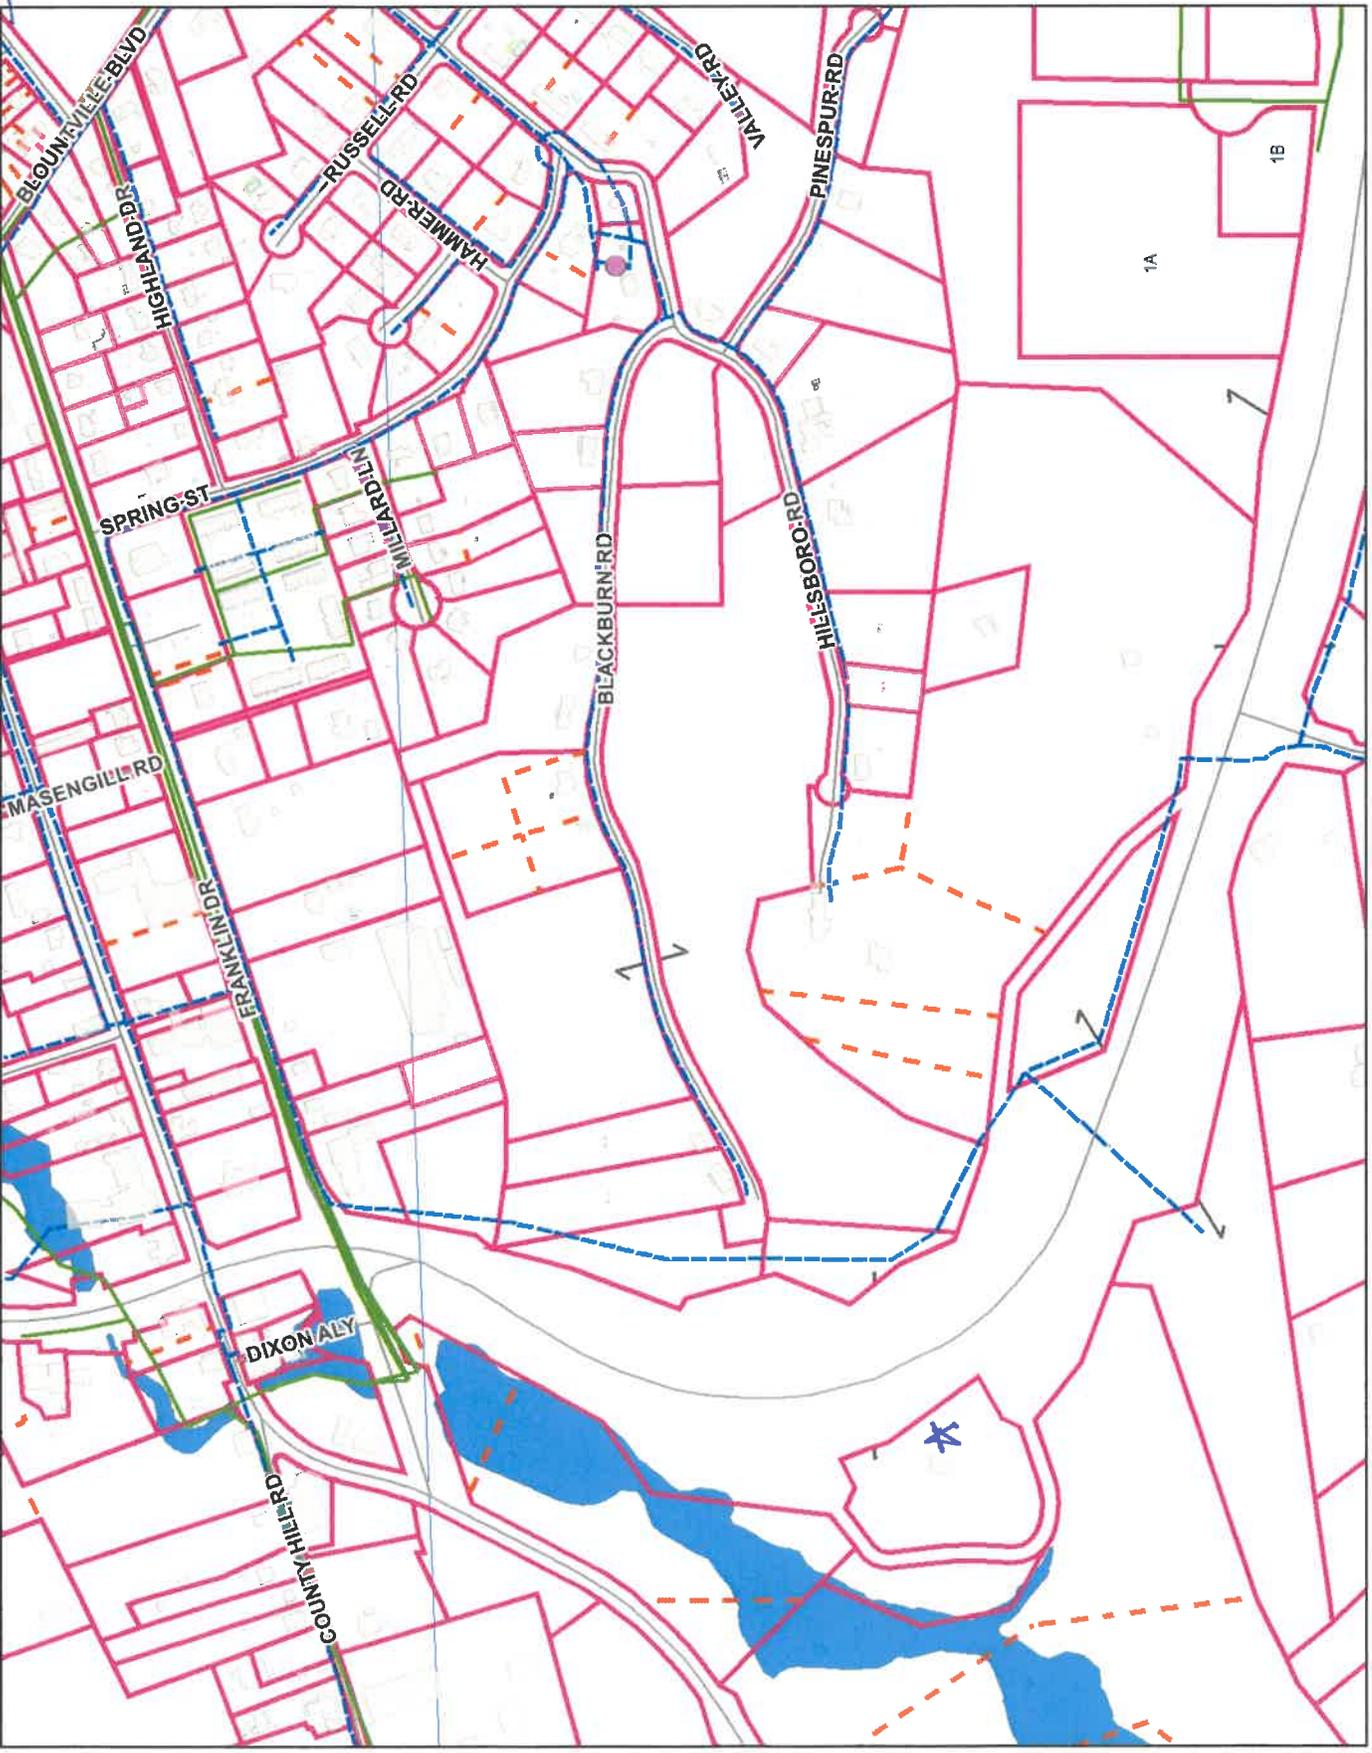 BLOUNTVILLE-BLVD
VALLEY-RD
RUSSELL-RD
PINESPUR-RD
HIGHLAND-DR
HAMMER-RD
1B
1A
SPRING-ST
MILLARD-LN
BLACKBURN-RD
HILLSBORO-RD
MASENGILL RD
FRANKLIN-DR
DIXON ALY
COUNTY HILL RD